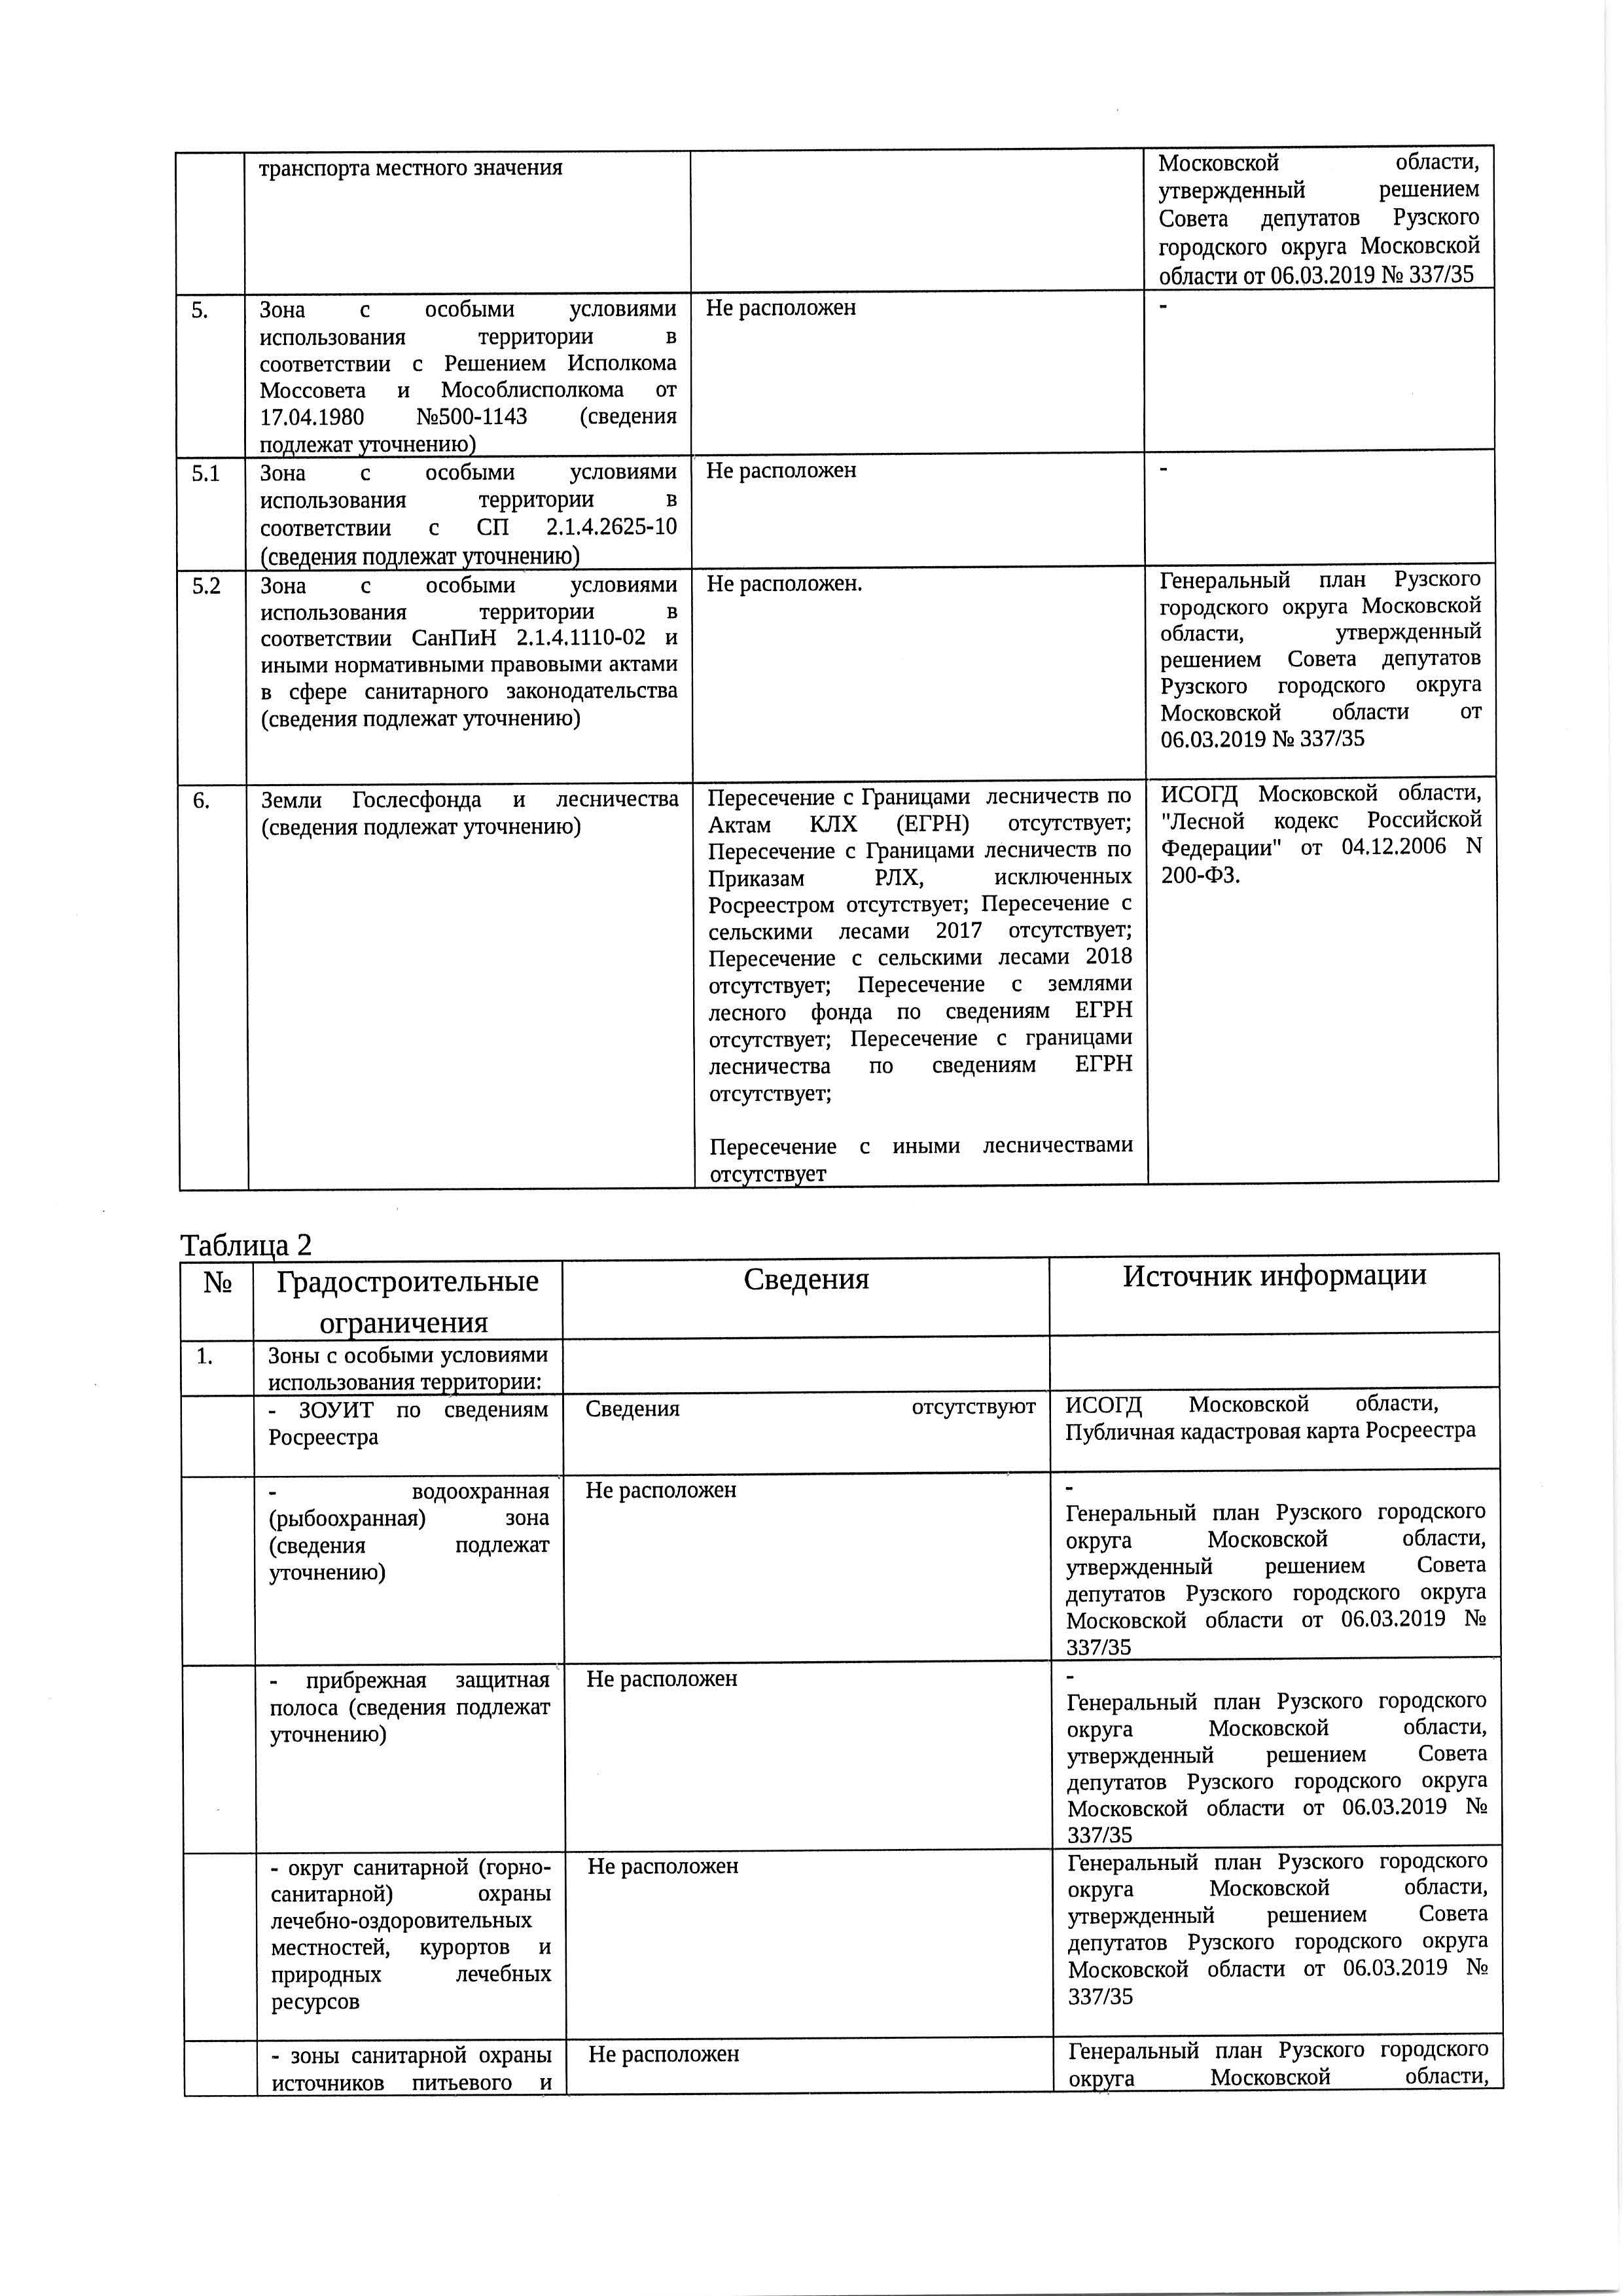 транспорта местного значения
Московской области,
утвержденный решением
Совета депутатов Рузского
городского округа Московской
области от 06.03.2019 № 337/35
5.
Зона с особыми условиями
использования территории в
соответствии с Решением Исполкома
Моссовета и Мособлисполкома от
17.04.1980 №500-1143 (сведения
подлежат уточнению)
Не расположен
-
5.1
Зона с особыми условиями
использования территории в
соответствии с СП 2.1.4.2625-10
(сведения подлежат уточнению)
Не расположен
-
5.2
Зона с особыми условиями
использования территории в
соответствии СанПиН 2.1.4.1110-02 и
иными нормативными правовыми актами
в сфере санитарного законодательства
(сведения подлежат уточнению)
Не расположен.
Генеральный план Рузского
городского округа Московской
области, утвержденный
решением Совета депутатов
Рузского городского округа
Московской области от
06.03.2019 № 337/35
6.
Земли Гослесфонда и лесничества
(сведения подлежат уточнению)
Пересечение с Границами лесничеств по
Актам КЛХ (ЕГРН) отсутствует;
Пересечение с Границами лесничеств по
Приказам РЛХ, исключенных
Росреестром отсутствует; Пересечение с
сельскими лесами 2017 отсутствует;
Пересечение с сельскими лесами 2018
отсутствует; Пересечение с землями
лесного фонда по сведениям ЕГРН
отсутствует; Пересечение с границами
лесничества по сведениям ЕГРН
отсутствует;
Пересечение с иными лесничествами
отсутствует
ИСОГД Московской области,
"Лесной кодекс Российской
Федерации" от 04.12.2006 N
200-ФЗ.
Таблица 2
№
Градостроительные
ограничения
Сведения
Источник информации
1.
Зоны с особыми условиями
использования территории:
- ЗОУИТ по сведениям
Росреестра
Сведения отсутствуют
ИСОГД Московской области,
Публичная кадастровая карта Росреестра
- водоохранная
(рыбоохранная) зона
(сведения подлежат
уточнению)
Не расположен
-
Генеральный план Рузского городского
округа Московской области,
утвержденный решением Совета
депутатов Рузского городского округа
Московской области от 06.03.2019 №
337/35
- прибрежная защитная
полоса (сведения подлежат
уточнению)
Не расположен
-
Генеральный план Рузского городского
округа Московской области,
утвержденный решением Совета
депутатов Рузского городского округа
Московской области от 06.03.2019 №
337/35
- округ санитарной (горно-
санитарной) охраны
лечебно-оздоровительных
местностей, курортов и
природных лечебных
ресурсов
Не расположен
Генеральный план Рузского городского
округа Московской области,
утвержденный решением Совета
депутатов Рузского городского округа
Московской области от 06.03.2019 №
337/35
- зоны санитарной охраны
источников питьевого и
Не расположен
Генеральный план Рузского городского
округа Московской области,